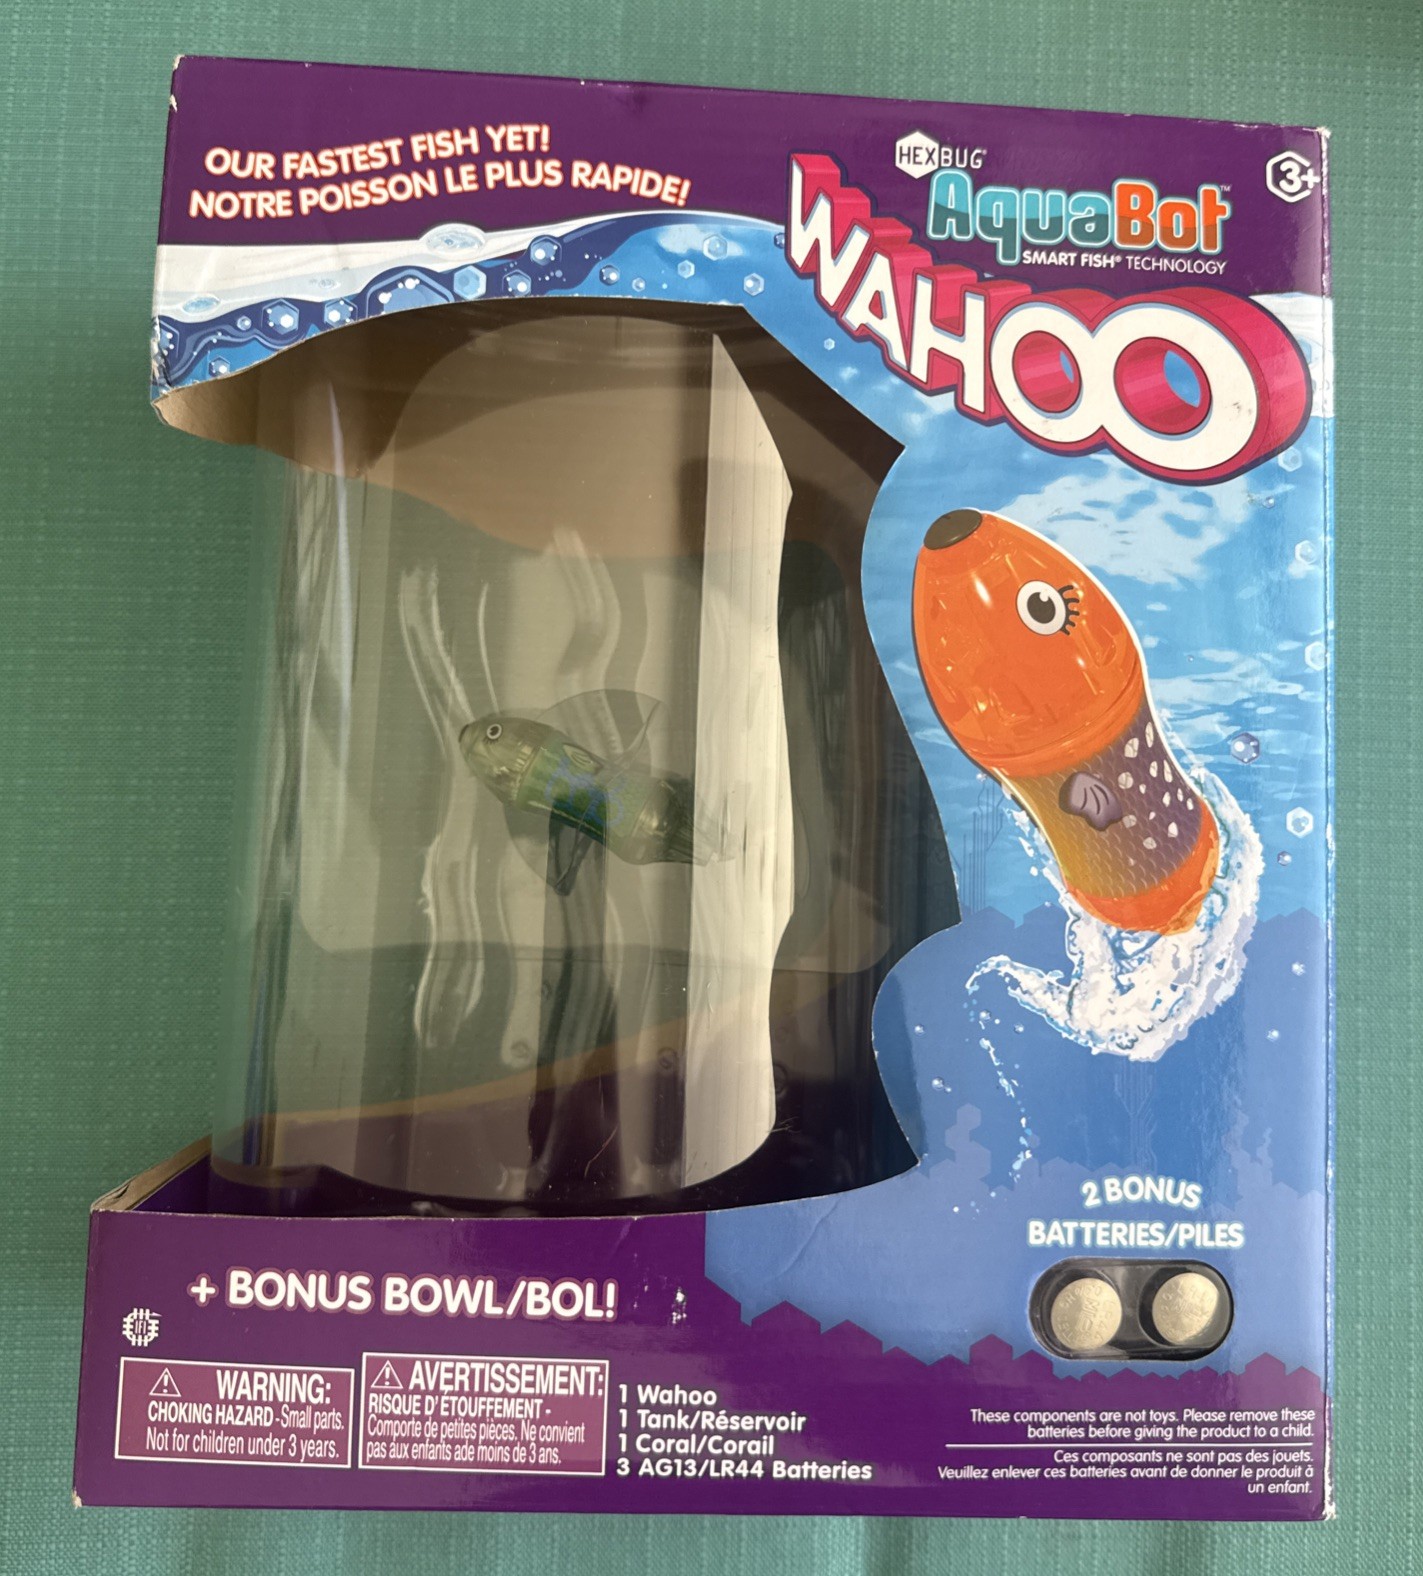 OUR FASTEST FISH YET!
NOTRE POISSON LE PLUS RAPIDE!
HEXBUG®
AquaBot™
SMART FISH® TECHNOLOGY
3+
WAHOO
2 BONUS
BATTERIES/PILES
+ BONUS BOWL/BOL!
WARNING:
CHOKING HAZARD - Small parts.
Not for children under 3 years.
AVERTISSEMENT:
RISQUE D'ÉTOUFFEMENT -
Comporte de petites pièces. Ne convient
pas aux enfants ade moins de 3 ans.
1 Wahoo
1 Tank/Réservoir
1 Coral/Corail
3 AG13/LR44 Batteries
These components are not toys. Please remove these
batteries before giving the product to a child.
Ces composants ne sont pas des jouets.
Veuillez enlever ces batteries avant de donner le produit à
un enfant.